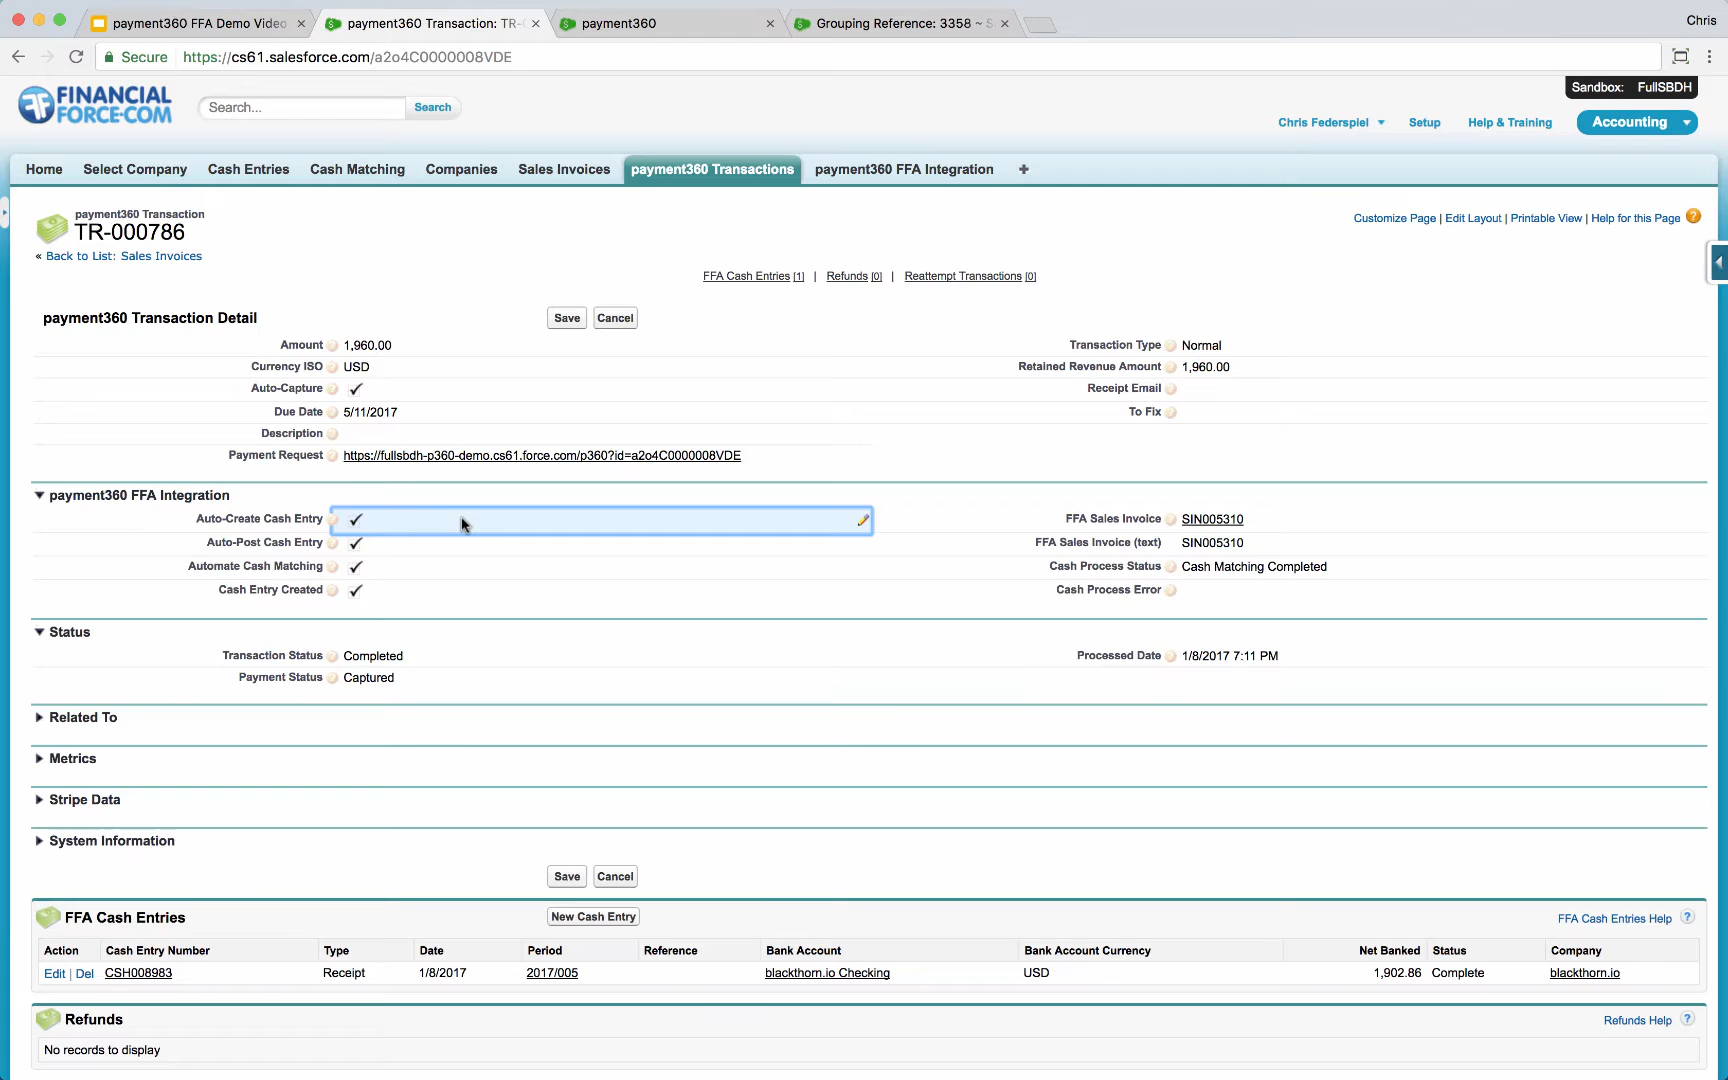 payment360 FFA Demo Video
payment360 Transaction: TR-
payment360
Grouping Reference: 3358 ~ S
Chris
Secure
https://cs61.salesforce.com/a2o4C0000008VDE
FINANCIAL
FORCE.COM
Search...
Search
Sandbox: FullSBDH
Chris Federspiel
Setup
Help & Training
Accounting
Home
Select Company
Cash Entries
Cash Matching
Companies
Sales Invoices
payment360 Transactions
payment360 FFA Integration
+
payment360 Transaction
TR-000786
Customize Page | Edit Layout | Printable View | Help for this Page ?
« Back to List: Sales Invoices
FFA Cash Entries [1] | Refunds [0] | Reattempt Transactions [0]
payment360 Transaction Detail
Save
Cancel
Amount 1,960.00
Transaction Type Normal
Currency ISO USD
Retained Revenue Amount 1,960.00
Auto-Capture ✓
Receipt Email
Due Date 5/11/2017
To Fix
Description
Payment Request https://fullsbdh-p360-demo.cs61.force.com/p360?id=a2o4C0000008VDE
payment360 FFA Integration
Auto-Create Cash Entry ✓
FFA Sales Invoice SIN005310
Auto-Post Cash Entry ✓
FFA Sales Invoice (text) SIN005310
Automate Cash Matching ✓
Cash Process Status Cash Matching Completed
Cash Entry Created ✓
Cash Process Error
Status
Transaction Status Completed
Processed Date 1/8/2017 7:11 PM
Payment Status Captured
Related To
Metrics
Stripe Data
System Information
Save
Cancel
FFA Cash Entries
New Cash Entry
FFA Cash Entries Help ?
Action Cash Entry Number Type Date Period Reference Bank Account Bank Account Currency Net Banked Status Company
Edit | Del CSH008983 Receipt 1/8/2017 2017/005 blackthorn.io Checking USD 1,902.86 Complete blackthorn.io
Refunds
Refunds Help ?
No records to display